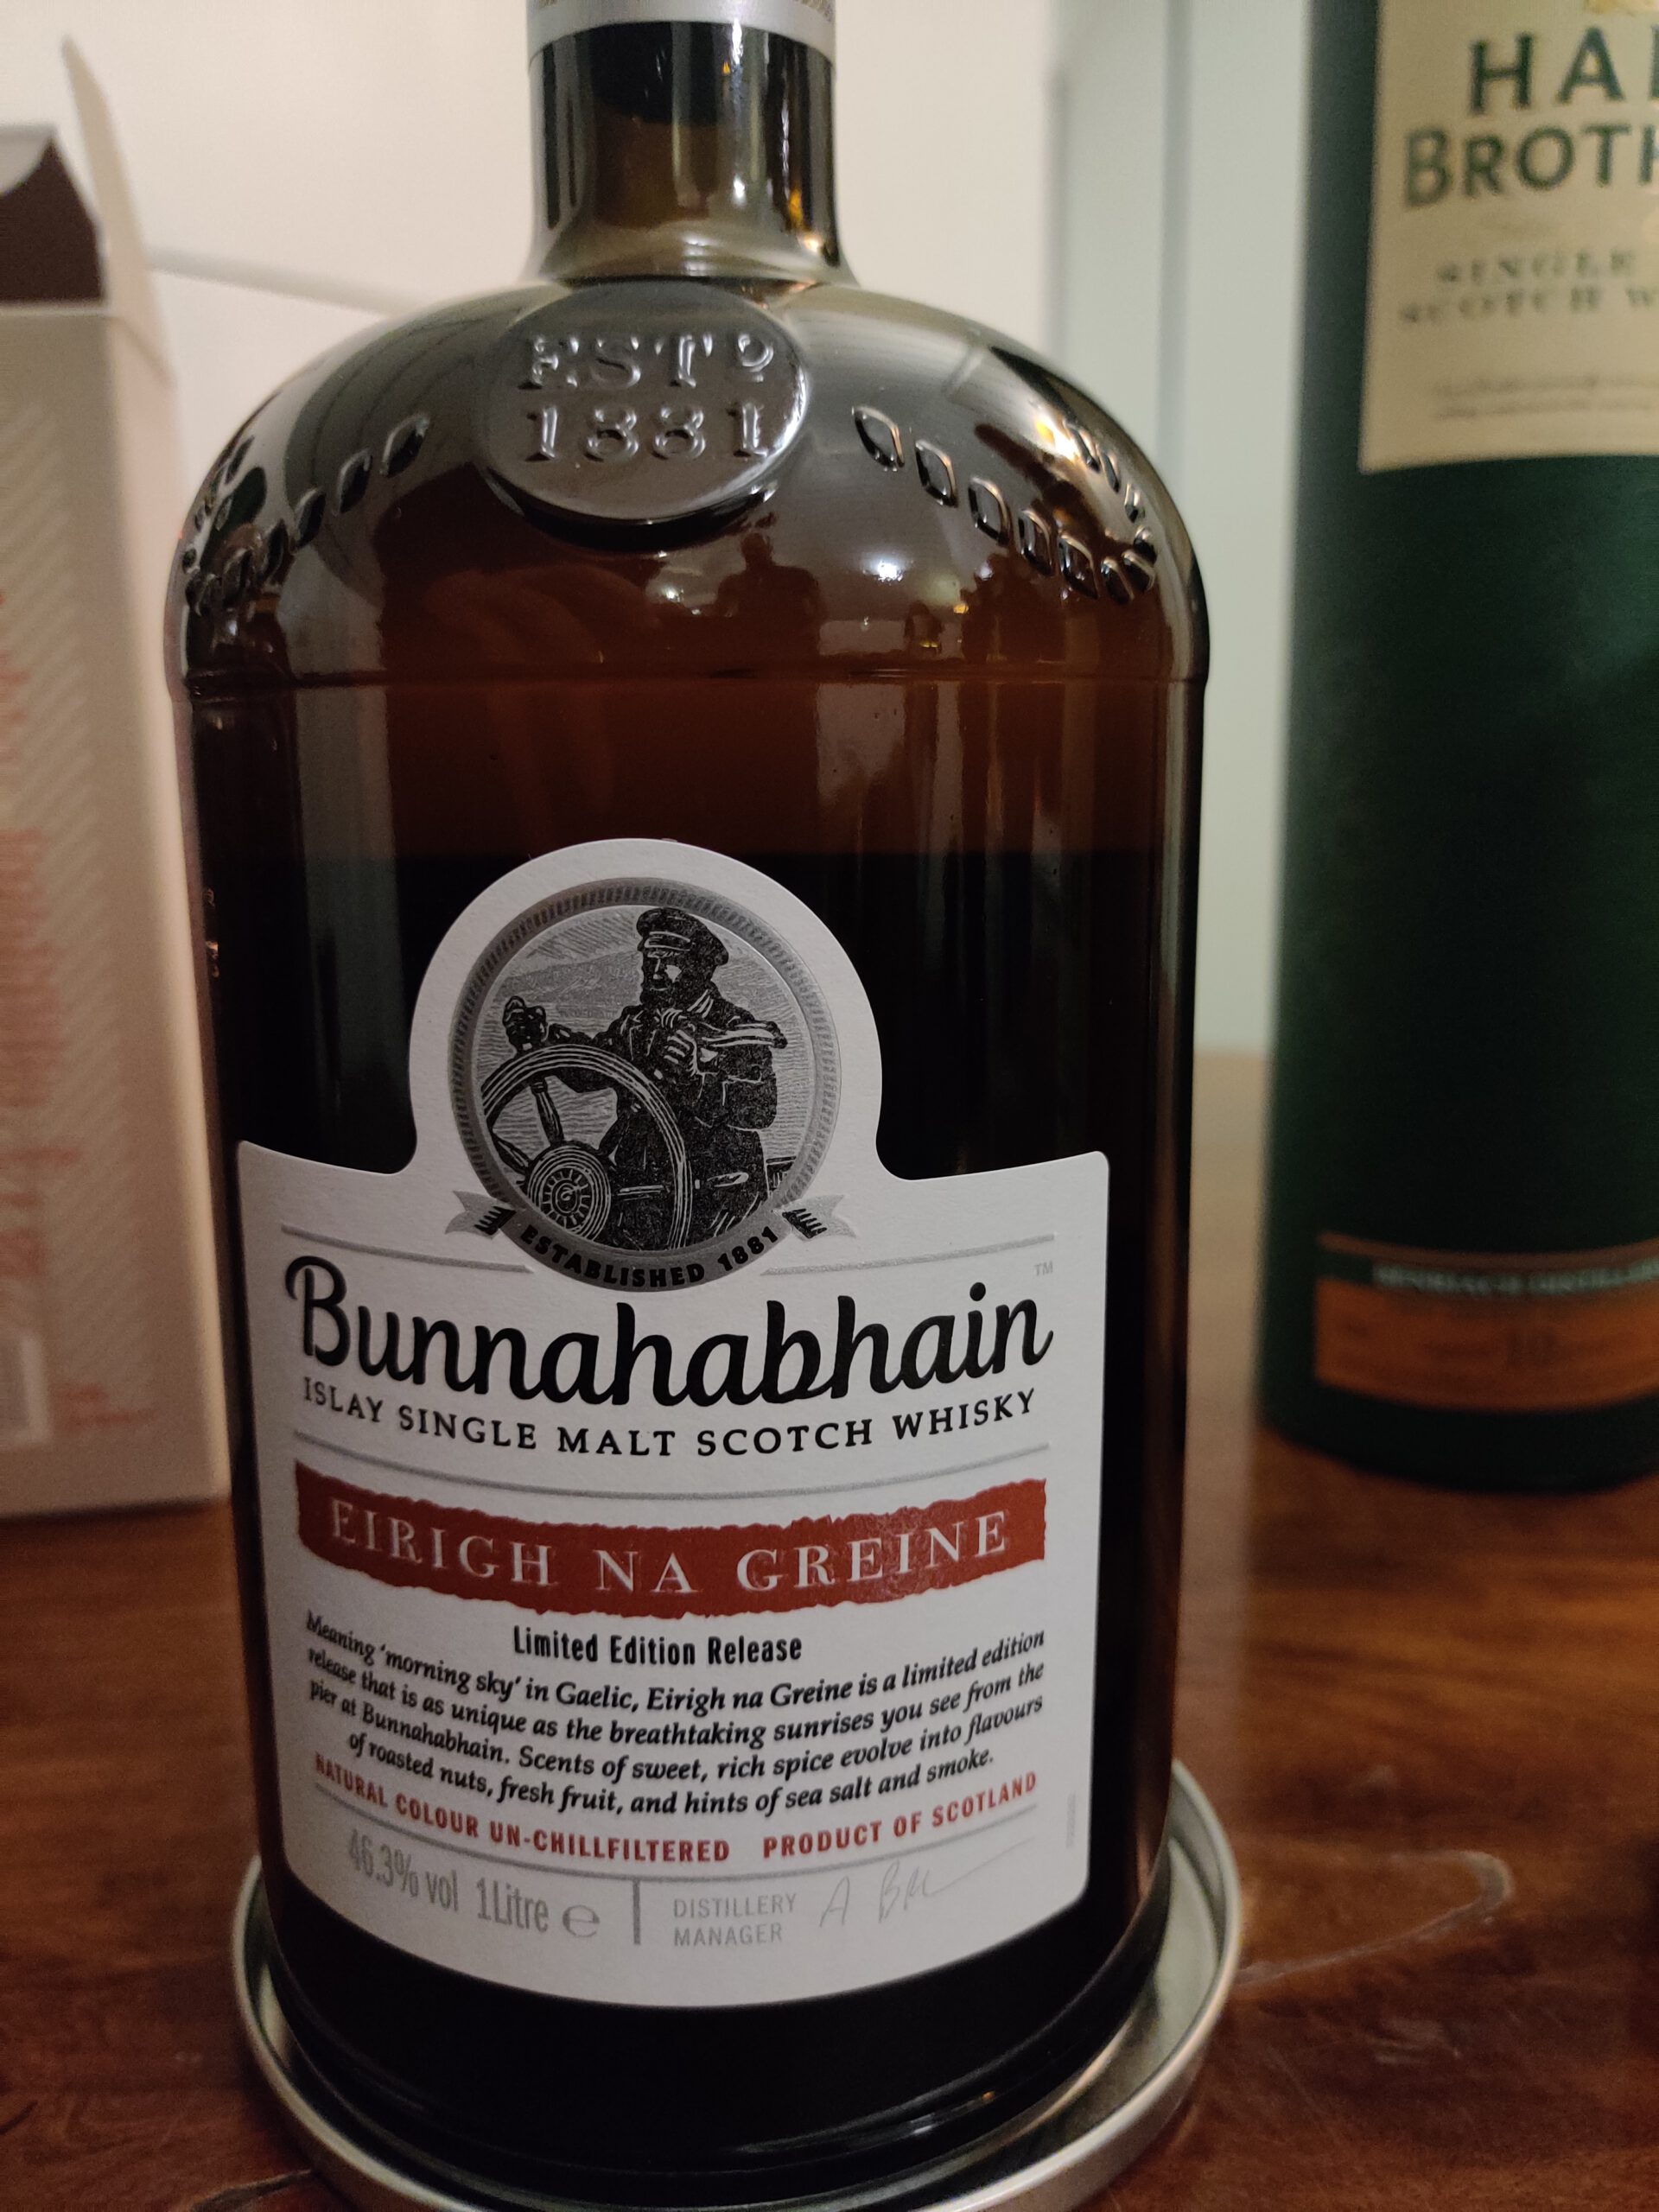 ESTD
1881
ESTABLISHED 1881
Bunnahabhain™
ISLAY SINGLE MALT SCOTCH WHISKY
EIRIGH NA GREINE
Limited Edition Release
Meaning ‘morning sky’ in Gaelic, Eirigh na Greine is a limited edition
release that is as unique as the breathtaking sunrises you see from the
pier at Bunnahabhain. Scents of sweet, rich spice evolve into flavours
of roasted nuts, fresh fruit, and hints of sea salt and smoke.
NATURAL COLOUR UN-CHILLFILTERED PRODUCT OF SCOTLAND
46.3% vol 1Litre ℮
DISTILLERY
MANAGER
HA
BROTH
SINGLE
SCOTCH W